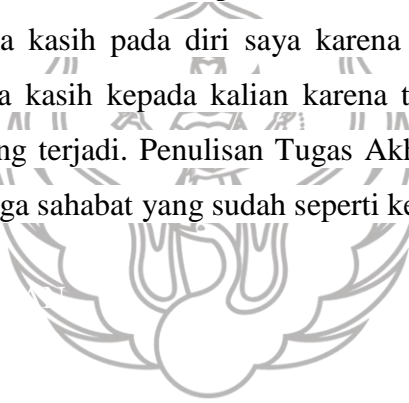 a kasih pada diri saya karena
a kasih kepada kalian karena t
ng terjadi. Penulisan Tugas Akh
ga sahabat yang sudah seperti ke
AN